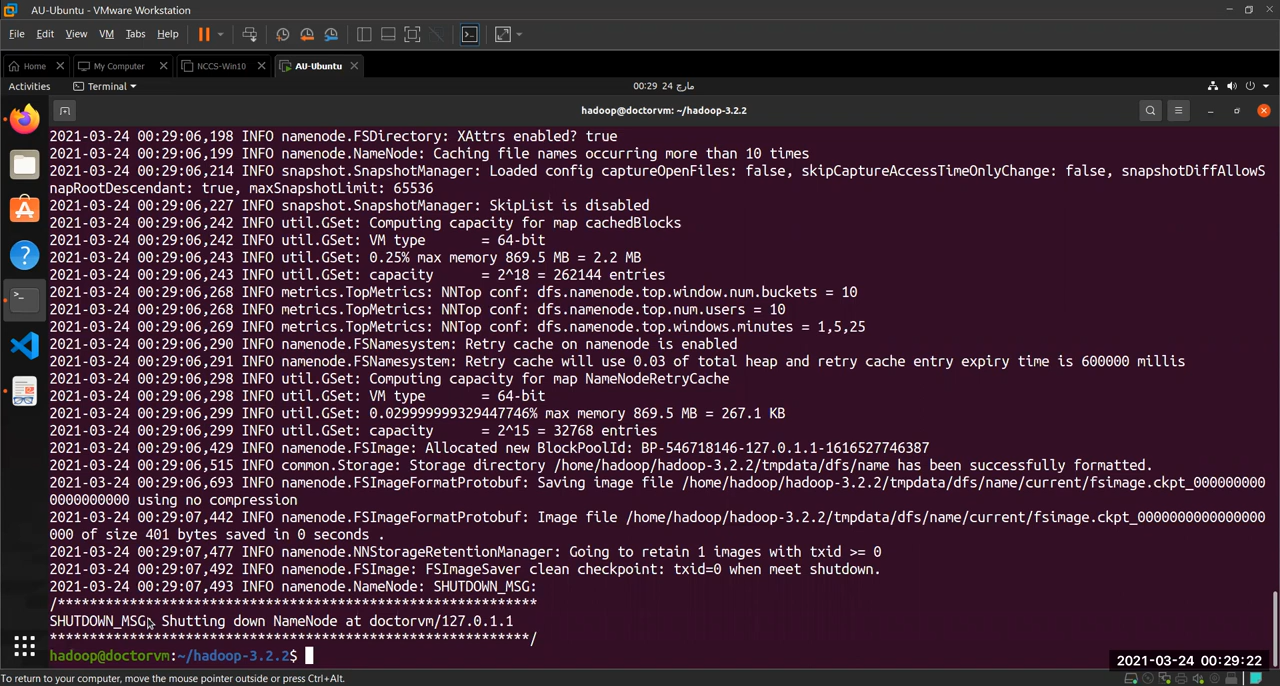 AU-Ubuntu - VMware Workstation
File Edit View VM Tabs Help
Home My Computer NCCS-Win10 AU-Ubuntu
Activities Terminal 00:29 24 مارچ
hadoop@doctorvm: ~/hadoop-3.2.2
2021-03-24 00:29:06,198 INFO namenode.FSDirectory: XAttrs enabled? true
2021-03-24 00:29:06,199 INFO namenode.NameNode: Caching file names occurring more than 10 times
2021-03-24 00:29:06,214 INFO snapshot.SnapshotManager: Loaded config captureOpenFiles: false, skipCaptureAccessTimeOnlyChange: false, snapshotDiffAllowS
napRootDescendant: true, maxSnapshotLimit: 65536
2021-03-24 00:29:06,227 INFO snapshot.SnapshotManager: SkipList is disabled
2021-03-24 00:29:06,242 INFO util.GSet: Computing capacity for map cachedBlocks
2021-03-24 00:29:06,242 INFO util.GSet: VM type = 64-bit
2021-03-24 00:29:06,243 INFO util.GSet: 0.25% max memory 869.5 MB = 2.2 MB
2021-03-24 00:29:06,243 INFO util.GSet: capacity = 2^18 = 262144 entries
2021-03-24 00:29:06,268 INFO metrics.TopMetrics: NNTop conf: dfs.namenode.top.window.num.buckets = 10
2021-03-24 00:29:06,268 INFO metrics.TopMetrics: NNTop conf: dfs.namenode.top.num.users = 10
2021-03-24 00:29:06,269 INFO metrics.TopMetrics: NNTop conf: dfs.namenode.top.windows.minutes = 1,5,25
2021-03-24 00:29:06,290 INFO namenode.FSNamesystem: Retry cache on namenode is enabled
2021-03-24 00:29:06,291 INFO namenode.FSNamesystem: Retry cache will use 0.03 of total heap and retry cache entry expiry time is 600000 millis
2021-03-24 00:29:06,298 INFO util.GSet: Computing capacity for map NameNodeRetryCache
2021-03-24 00:29:06,298 INFO util.GSet: VM type = 64-bit
2021-03-24 00:29:06,299 INFO util.GSet: 0.029999999329447746% max memory 869.5 MB = 267.1 KB
2021-03-24 00:29:06,299 INFO util.GSet: capacity = 2^15 = 32768 entries
2021-03-24 00:29:06,429 INFO namenode.FSImage: Allocated new BlockPoolId: BP-546718146-127.0.1.1-1616527746387
2021-03-24 00:29:06,515 INFO common.Storage: Storage directory /home/hadoop/hadoop-3.2.2/tmpdata/dfs/name has been successfully formatted.
2021-03-24 00:29:06,693 INFO namenode.FSImageFormatProtobuf: Saving image file /home/hadoop/hadoop-3.2.2/tmpdata/dfs/name/current/fsimage.ckpt_000000000
0000000000 using no compression
2021-03-24 00:29:07,442 INFO namenode.FSImageFormatProtobuf: Image file /home/hadoop/hadoop-3.2.2/tmpdata/dfs/name/current/fsimage.ckpt_0000000000000000
000 of size 401 bytes saved in 0 seconds .
2021-03-24 00:29:07,477 INFO namenode.NNStorageRetentionManager: Going to retain 1 images with txid >= 0
2021-03-24 00:29:07,492 INFO namenode.FSImage: FSImageSaver clean checkpoint: txid=0 when meet shutdown.
2021-03-24 00:29:07,493 INFO namenode.NameNode: SHUTDOWN_MSG:
/************************************************************
SHUTDOWN_MSG: Shutting down NameNode at doctorvm/127.0.1.1
************************************************************/
hadoop@doctorvm:~/hadoop-3.2.2$
2021-03-24 00:29:22
To return to your computer, move the mouse pointer outside or press Ctrl+Alt.